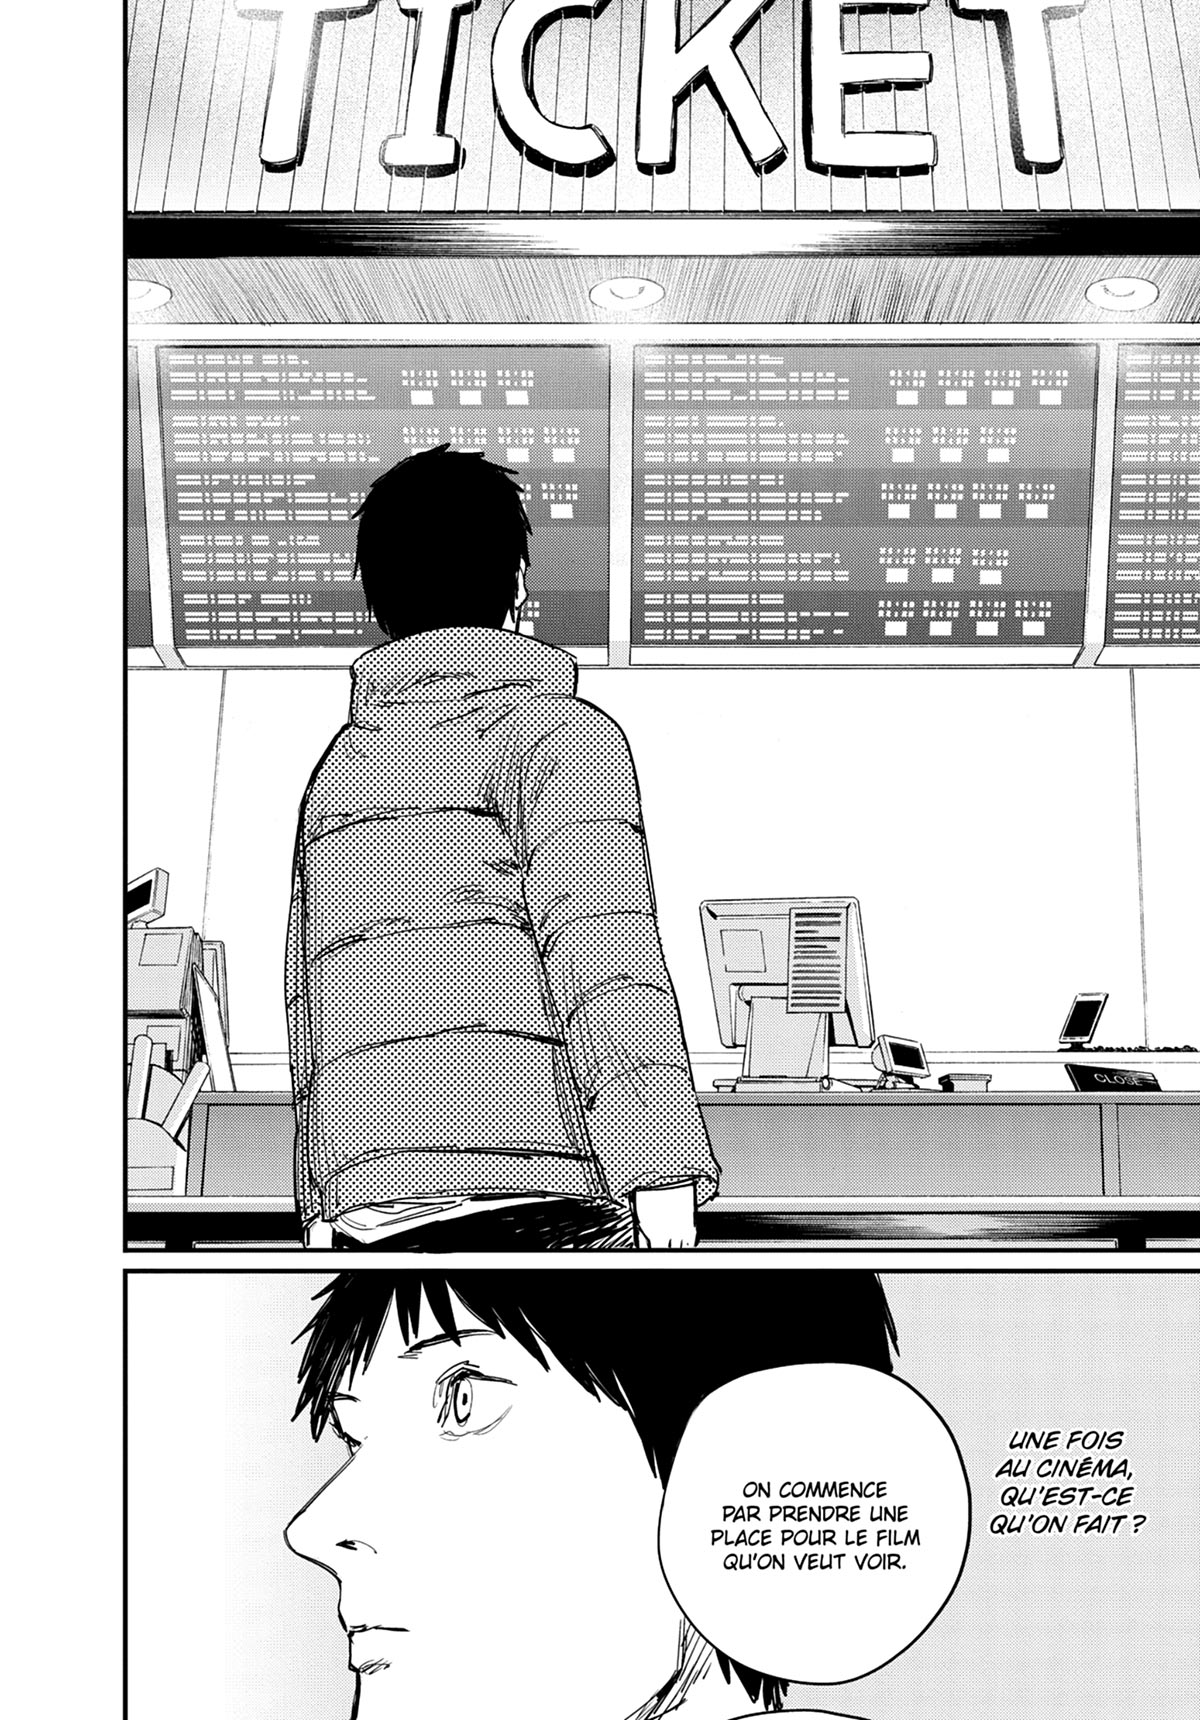 TICKET
CLOSE
UNE FOIS
AU CINÉMA,
QU'EST-CE
QU'ON FAIT ?
ON COMMENCE
PAR PRENDRE UNE
PLACE POUR LE FILM
QU'ON VEUT VOIR.